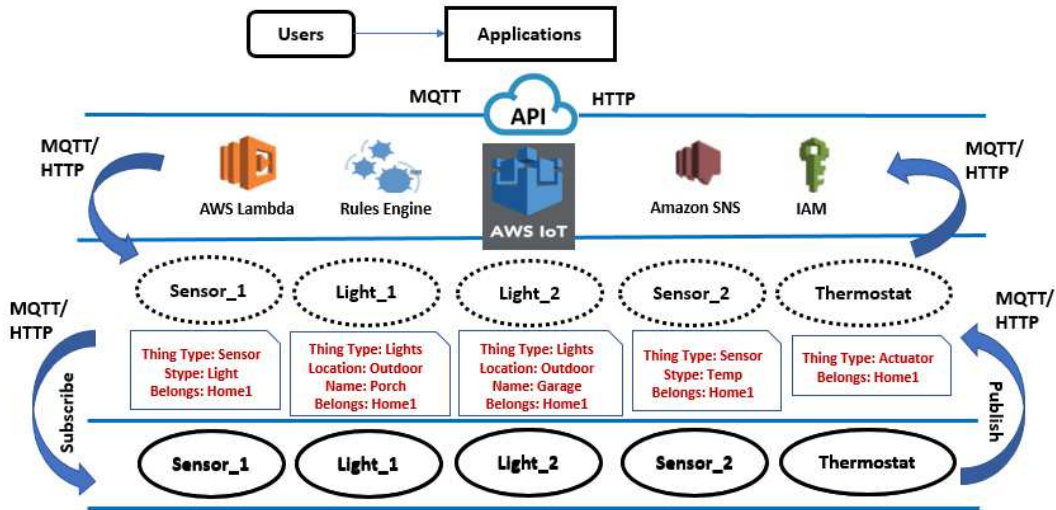 Users
Applications
MQTT
HTTP
API
MQTT/
HTTP
MQTT/
HTTP
AWS Lambda
Rules Engine
AWS IoT
Amazon SNS
IAM
Sensor_1
Light_1
Light_2
Sensor_2
Thermostat
MQTT/
HTTP
MQTT/
HTTP
Thing Type: Sensor
Stype: Light
Belongs: Home1
Thing Type: Lights
Location: Outdoor
Name: Porch
Belongs: Home1
Thing Type: Lights
Location: Outdoor
Name: Garage
Belongs: Home1
Thing Type: Sensor
Stype: Temp
Belongs: Home1
Thing Type: Actuator
Belongs: Home1
Subscribe
Publish
Sensor_1
Light_1
Light_2
Sensor_2
Thermostat